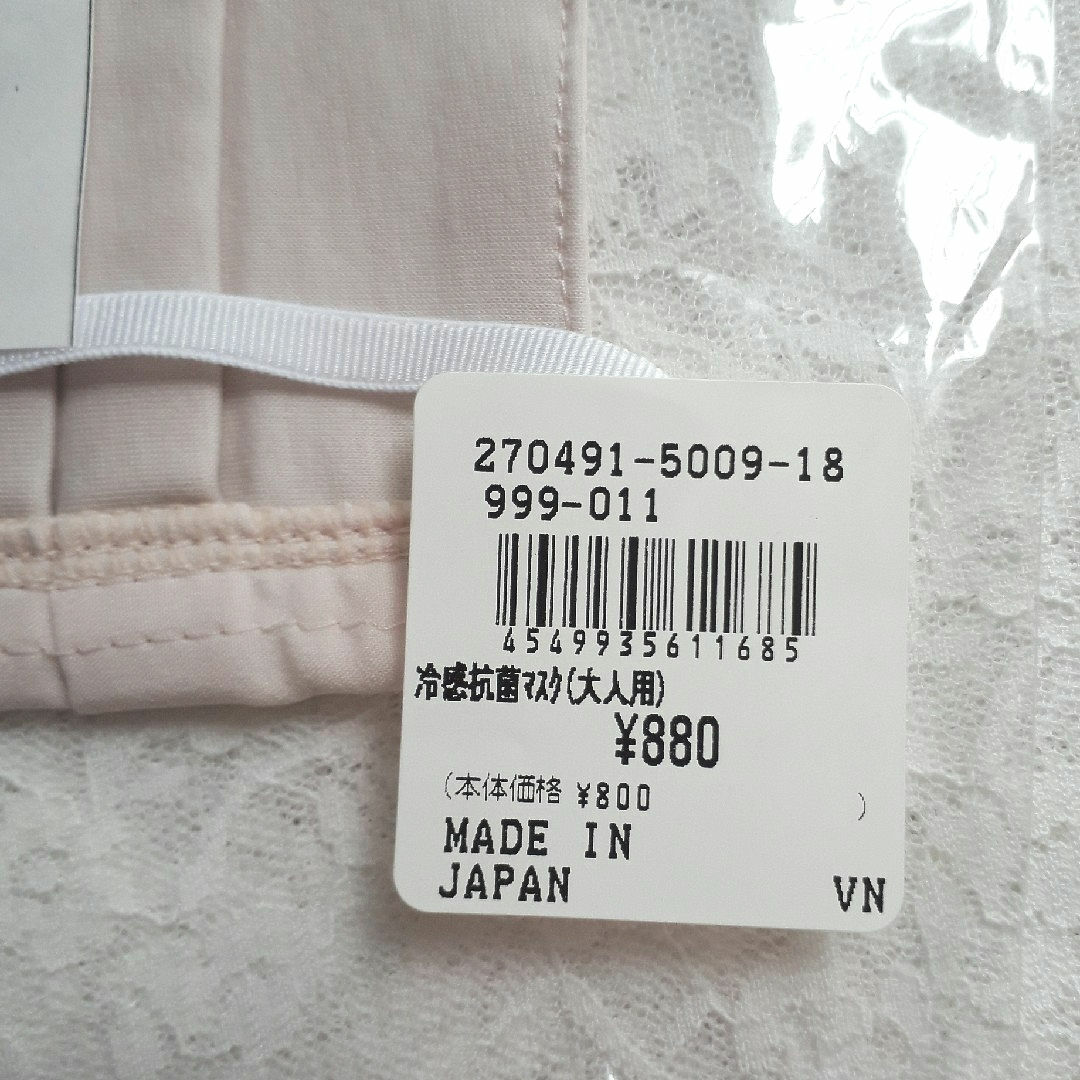 270491-5009-18
999-011
4549935611685
冷感抗菌ﾏｽｸ(大人用)
¥880
(本体価格 ¥800 )
MADE IN
JAPAN VN